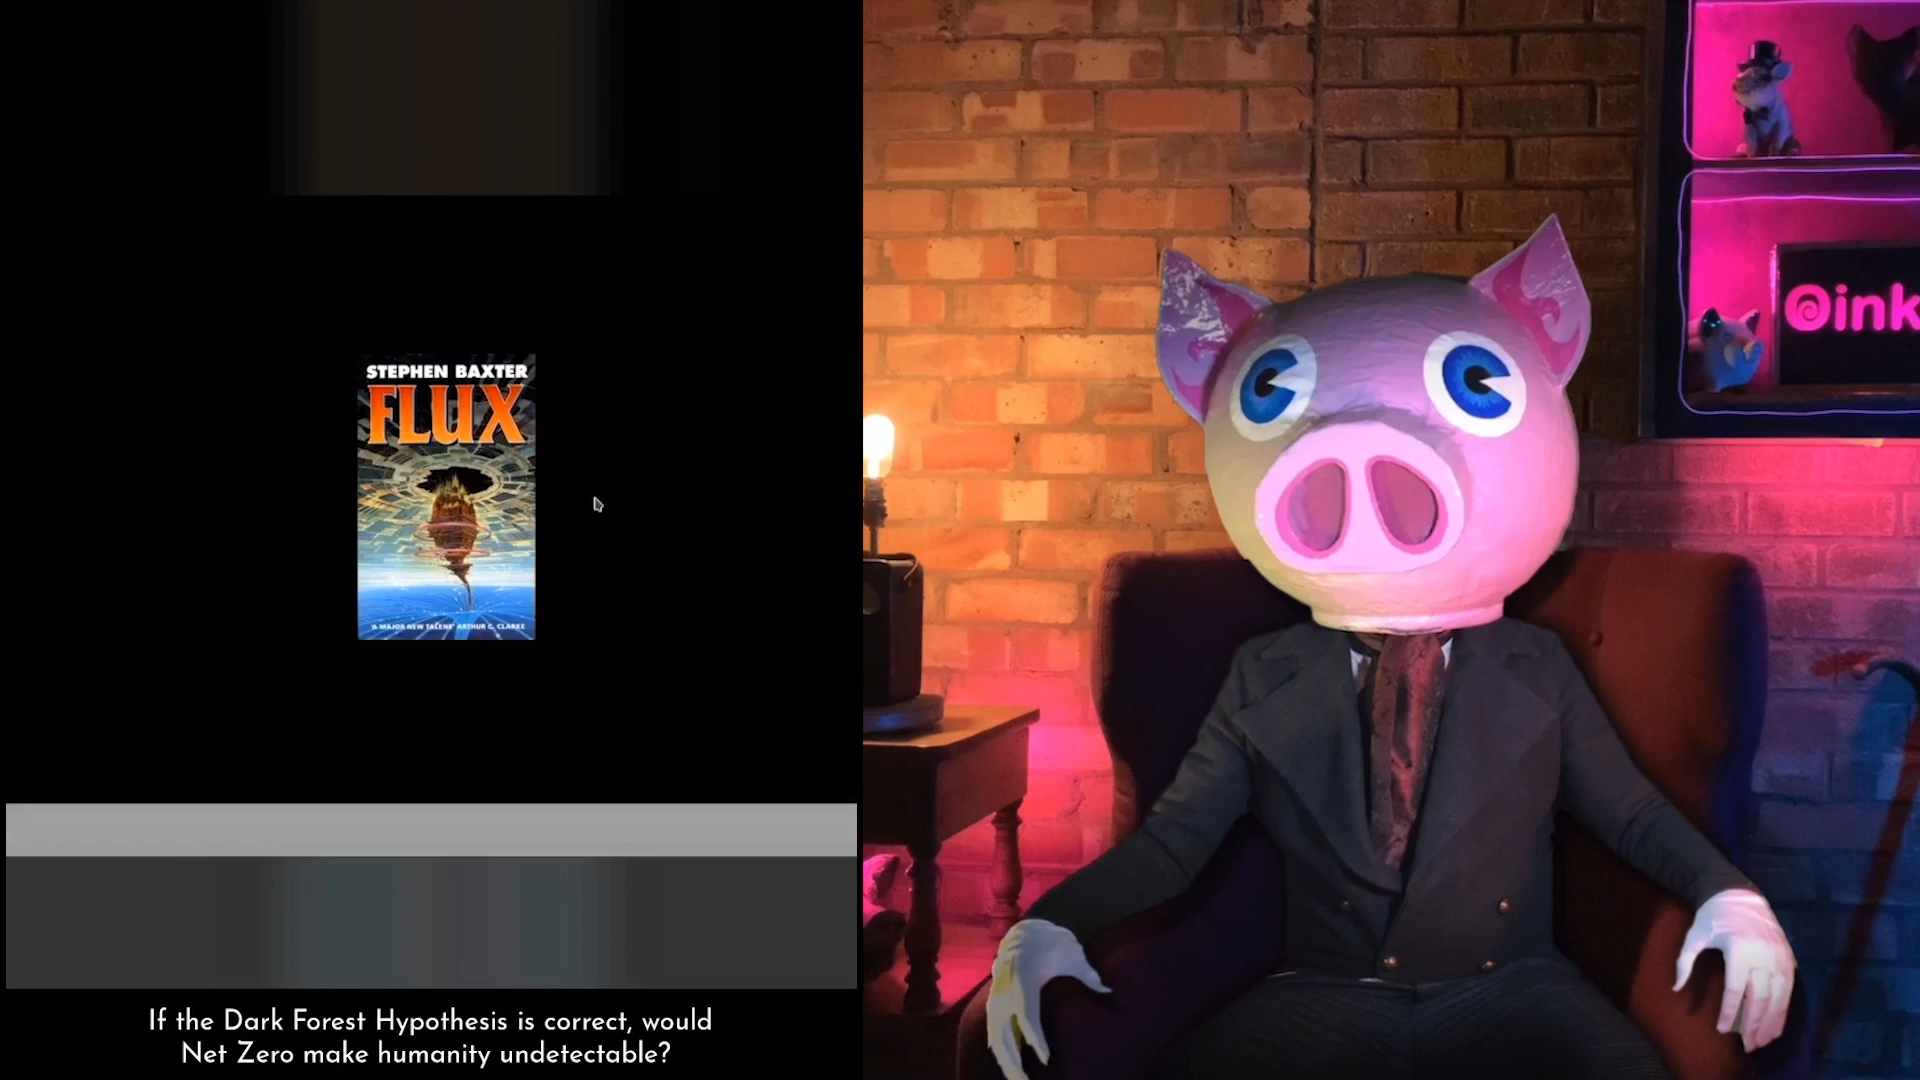 STEPHEN BAXTER
FLUX
'A MAJOR NEW TALENT' ARTHUR C. CLARKE
If the Dark Forest Hypothesis is correct, would
Net Zero make humanity undetectable?
Oink